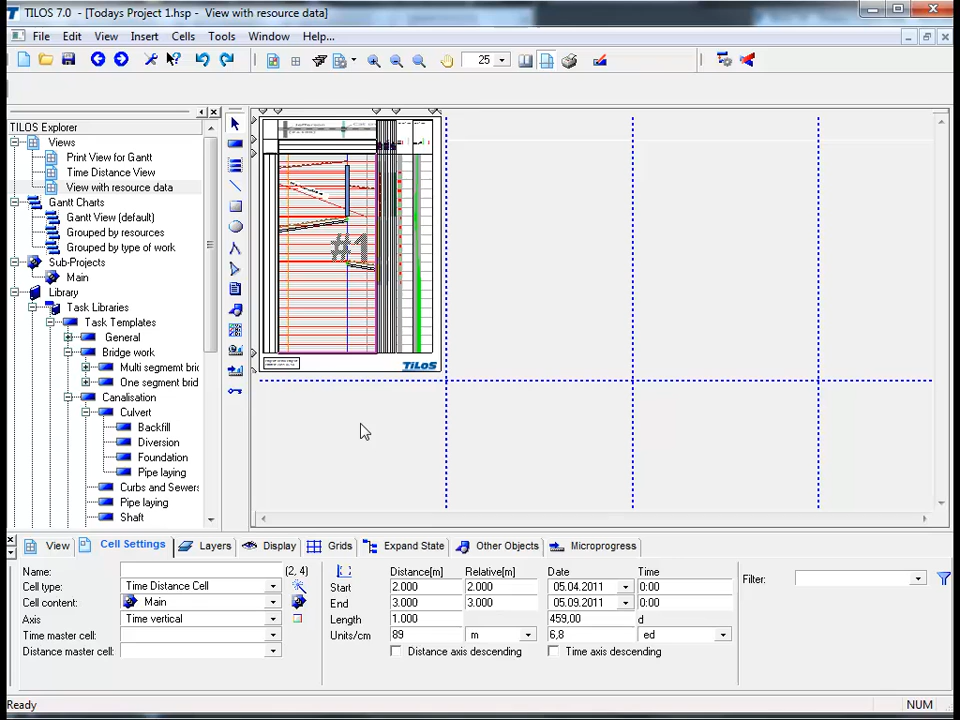 TILOS 7.0 - [Todays Project 1.hsp - View with resource data]
File Edit View Insert Cells Tools Window Help...
25
TILOS Explorer
Views
Print View for Gantt
Time Distance View
View with resource data
Gantt Charts
Gantt View (default)
Grouped by resources
Grouped by type of work
Sub-Projects
Main
Library
Task Libraries
Task Templates
General
Bridge work
Multi segment bric
One segment brid
Canalisation
Culvert
Backfill
Diversion
Foundation
Pipe laying
Curbs and Sewers
Pipe laying
Shaft
#1
TILOS
View Cell Settings Layers Display Grids Expand State Other Objects Microprogress
Name: (2, 4)
Cell type: Time Distance Cell
Cell content: Main
Axis Time vertical
Time master cell:
Distance master cell:
Distance[m] Relative[m] Date Time
Start 2.000 2.000 05.04.2011 0:00
End 3.000 3.000 05.09.2011 0:00
Length 1.000 459,00 d
Units/cm 89 m 6,8 ed
Distance axis descending Time axis descending
Filter:
Ready NUM